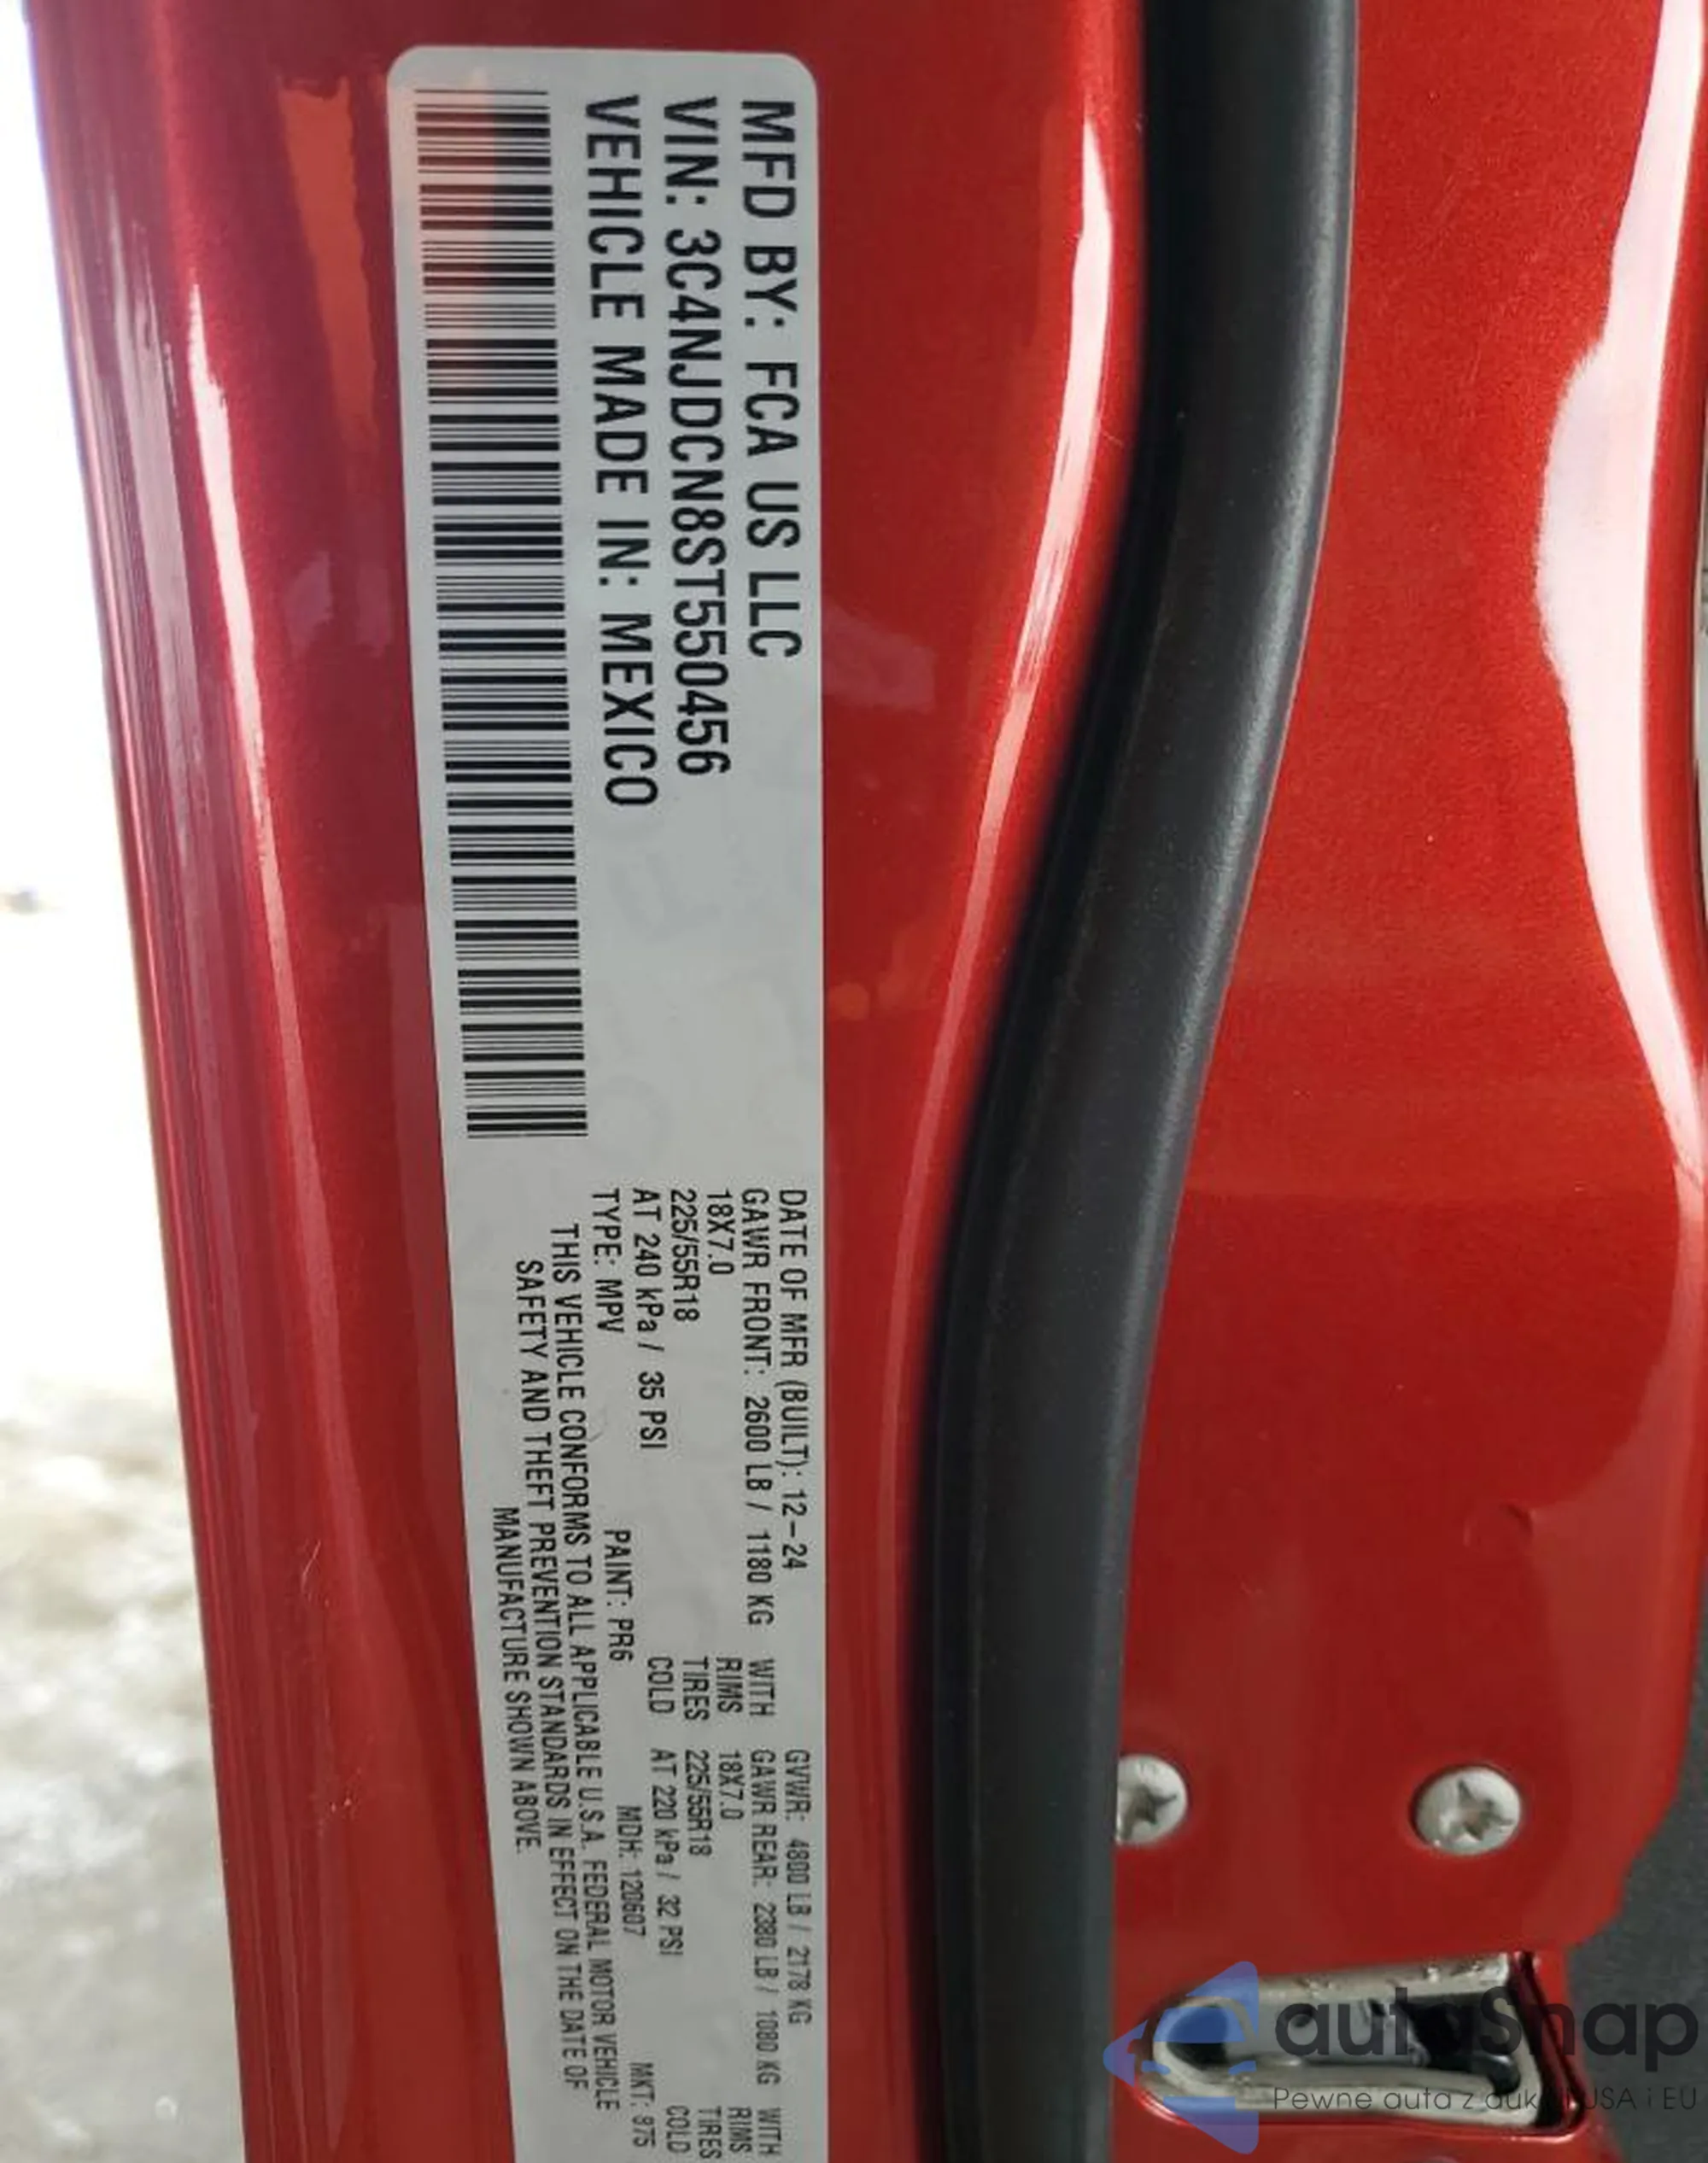 MFD BY: FCA US LLC
VIN: 3C4NJDCN8ST550456
VEHICLE MADE IN: MEXICO
DATE OF MFR (BUILT): 12-24 GVWR: 4800 LB / 2178 KG
GAWR FRONT: 2600 LB / 1180 KG WITH GAWR REAR: 2380 LB / 1080 KG WITH
18X7.0 RIMS 18X7.0 RIMS
225/55R18 TIRES 225/55R18 TIRES
AT 240 kPa / 35 PSI COLD AT 220 kPa / 32 PSI COLD
TYPE: MPV PAINT: PR6 MDH: 120607 MKT: 975
THIS VEHICLE CONFORMS TO ALL APPLICABLE U.S.A. FEDERAL MOTOR VEHICLE
SAFETY AND THEFT PREVENTION STANDARDS IN EFFECT ON THE DATE OF
MANUFACTURE SHOWN ABOVE.
autaSnap
Pewne auta z aukcji USA i EU